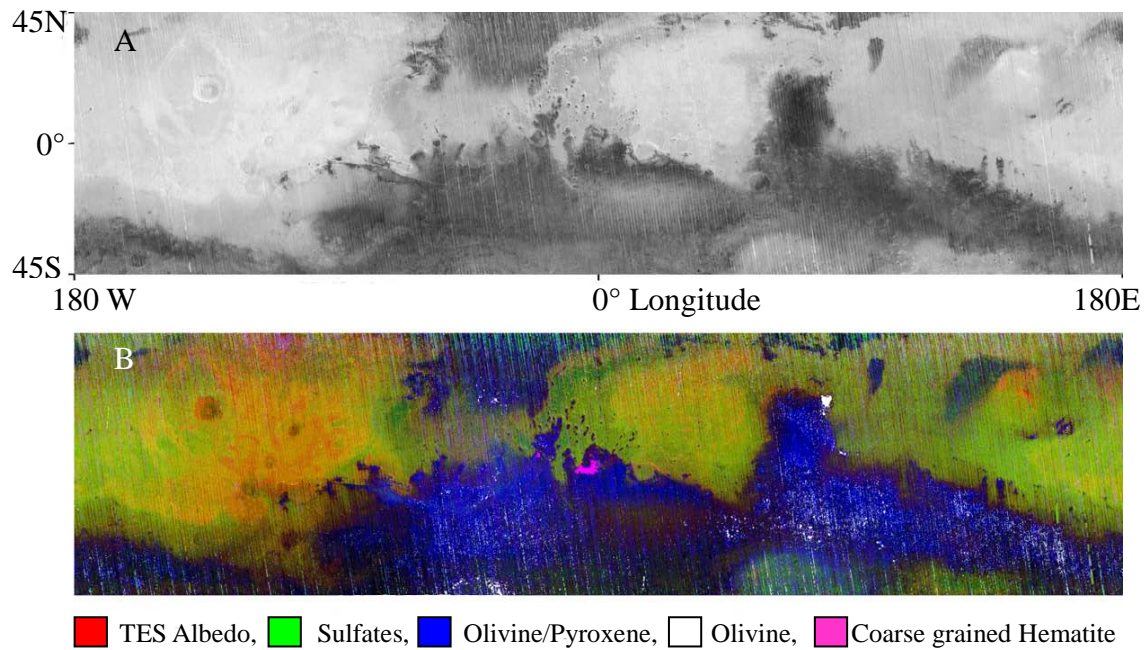 45N
A
0°
45S
180 W 0° Longitude 180E
B
TES Albedo, Sulfates, Olivine/Pyroxene, Olivine, Coarse grained Hematite